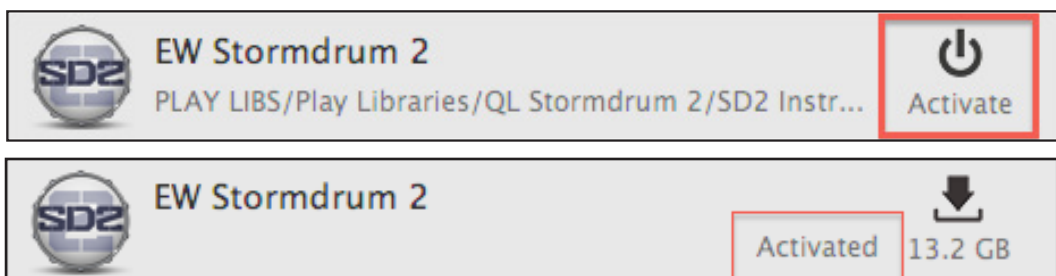 SD2
EW Stormdrum 2
PLAY LIBS/Play Libraries/QL Stormdrum 2/SD2 Instr...
Activate
SD2
EW Stormdrum 2
Activated
13.2 GB